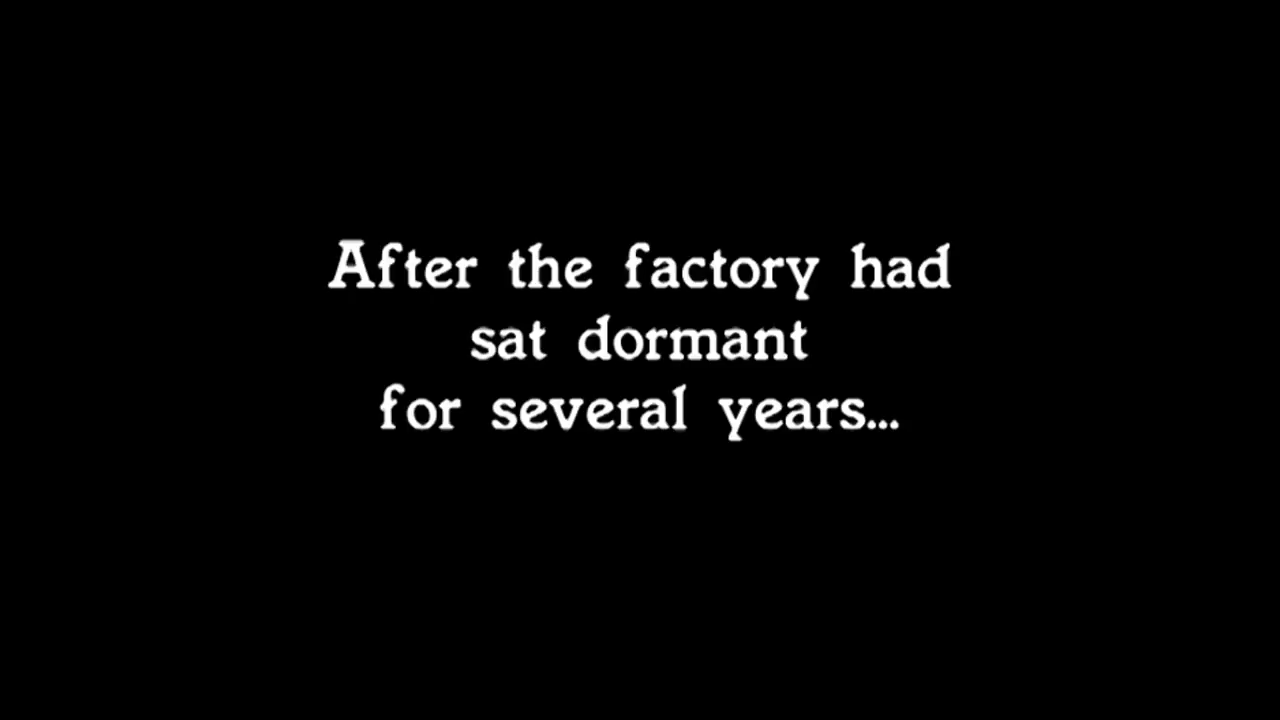 After the factory had
sat dormant
for several years...